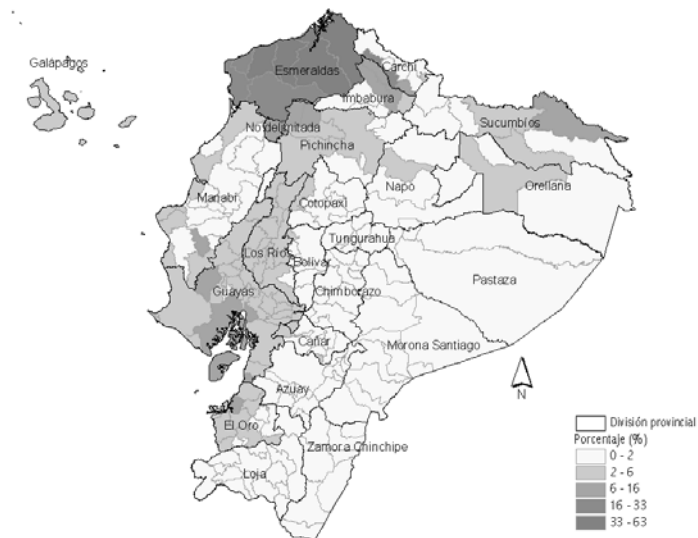 Galápagos
Esmeraldas
Carchi
Imbabura
No delimitada
Sucumbíos
Pichincha
Manabí
Cotopaxi
Napo
Orellana
Tungurahua
Los Ríos
Bolívar
Pastaza
Guayas
Chimborazo
Cañar
Morona Santiago
Azuay
N
El Oro
Zamora Chinchipe
Loja
División provincial
Porcentaje (%)
0 - 2
2 - 6
6 - 16
16 - 33
33 - 63